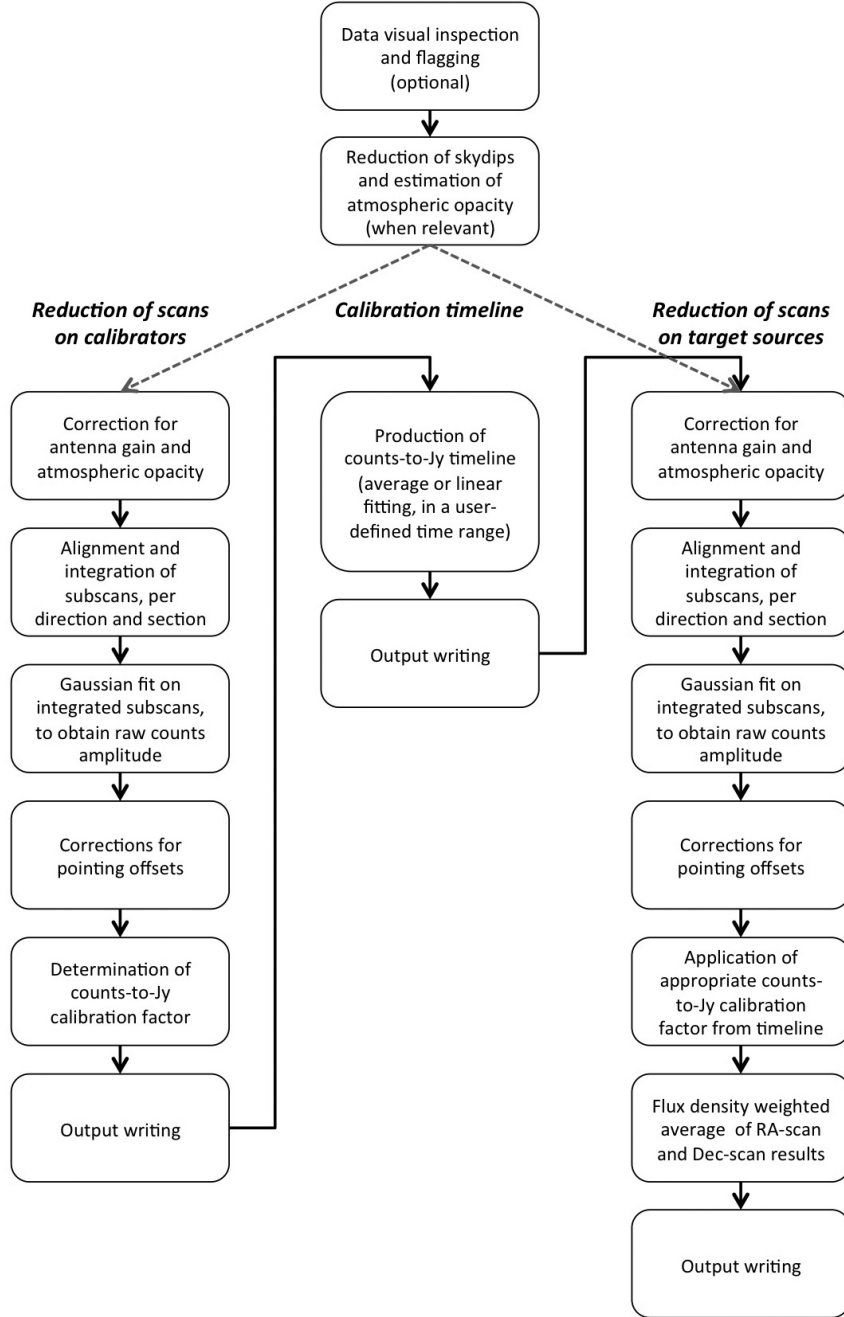 Data visual inspection
and flagging
(optional)
Reduction of skydips
and estimation of
atmospheric opacity
(when relevant)
Reduction of scans
on calibrators
Correction for
antenna gain and
atmospheric opacity
Alignment and
integration of
subscans, per
direction and section
Gaussian fit on
integrated subscans,
to obtain raw counts
amplitude
Corrections for
pointing offsets
Determination of
counts-to-Jy
calibration factor
Output writing
Calibration timeline
Production of
counts-to-Jy timeline
(average or linear
fitting, in a user-
defined time range)
Output writing
Reduction of scans
on target sources
Correction for
antenna gain and
atmospheric opacity
Alignment and
integration of
subscans, per
direction and section
Gaussian fit on
integrated subscans,
to obtain raw counts
amplitude
Corrections for
pointing offsets
Application of
appropriate counts-
to-Jy calibration
factor from timeline
Flux density weighted
average of RA-scan
and Dec-scan results
Output writing